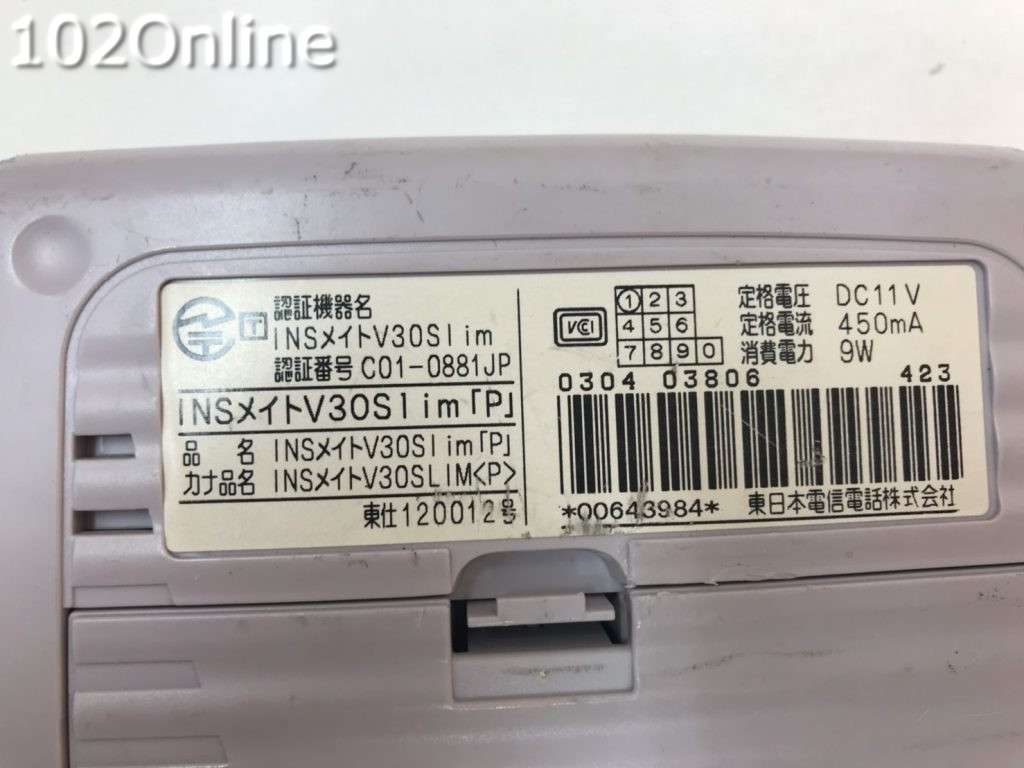 102Online
T
認証機器名
INSメイトV30Slim
認証番号 C01-0881JP
INSメイトV30Slim「P」
品 名 INSメイトV30Slim「P」
カナ品名 INSメイトV30SLIM<P>
東仕120012号
VCCI
1 2 3
4 5 6
7 8 9 0
定格電圧 DC11V
定格電流 450mA
消費電力 9W
0304 03806 423
*00643984* 東日本電信電話株式会社